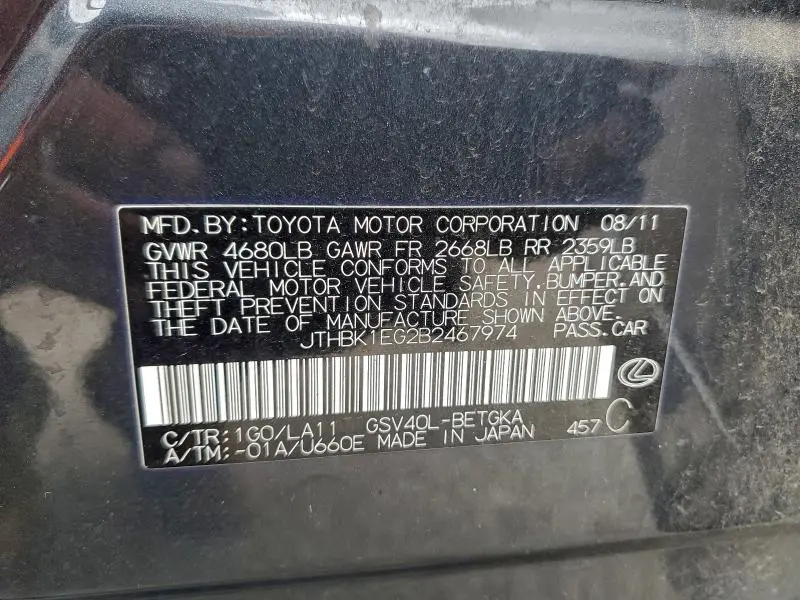 MFD. BY: TOYOTA MOTOR CORPORATION 08/11
GVWR 4680LB GAWR FR 2668LB RR 2359LB
THIS VEHICLE CONFORMS TO ALL APPLICABLE
FEDERAL MOTOR VEHICLE SAFETY, BUMPER, AND
THEFT PREVENTION STANDARDS IN EFFECT ON
THE DATE OF MANUFACTURE SHOWN ABOVE.
JTHBK1EG2B2467974 PASS.CAR
C/TR: 1G0/LA11 GSV40L-BETGKA
A/TM: -01A/U660E MADE IN JAPAN 457 C